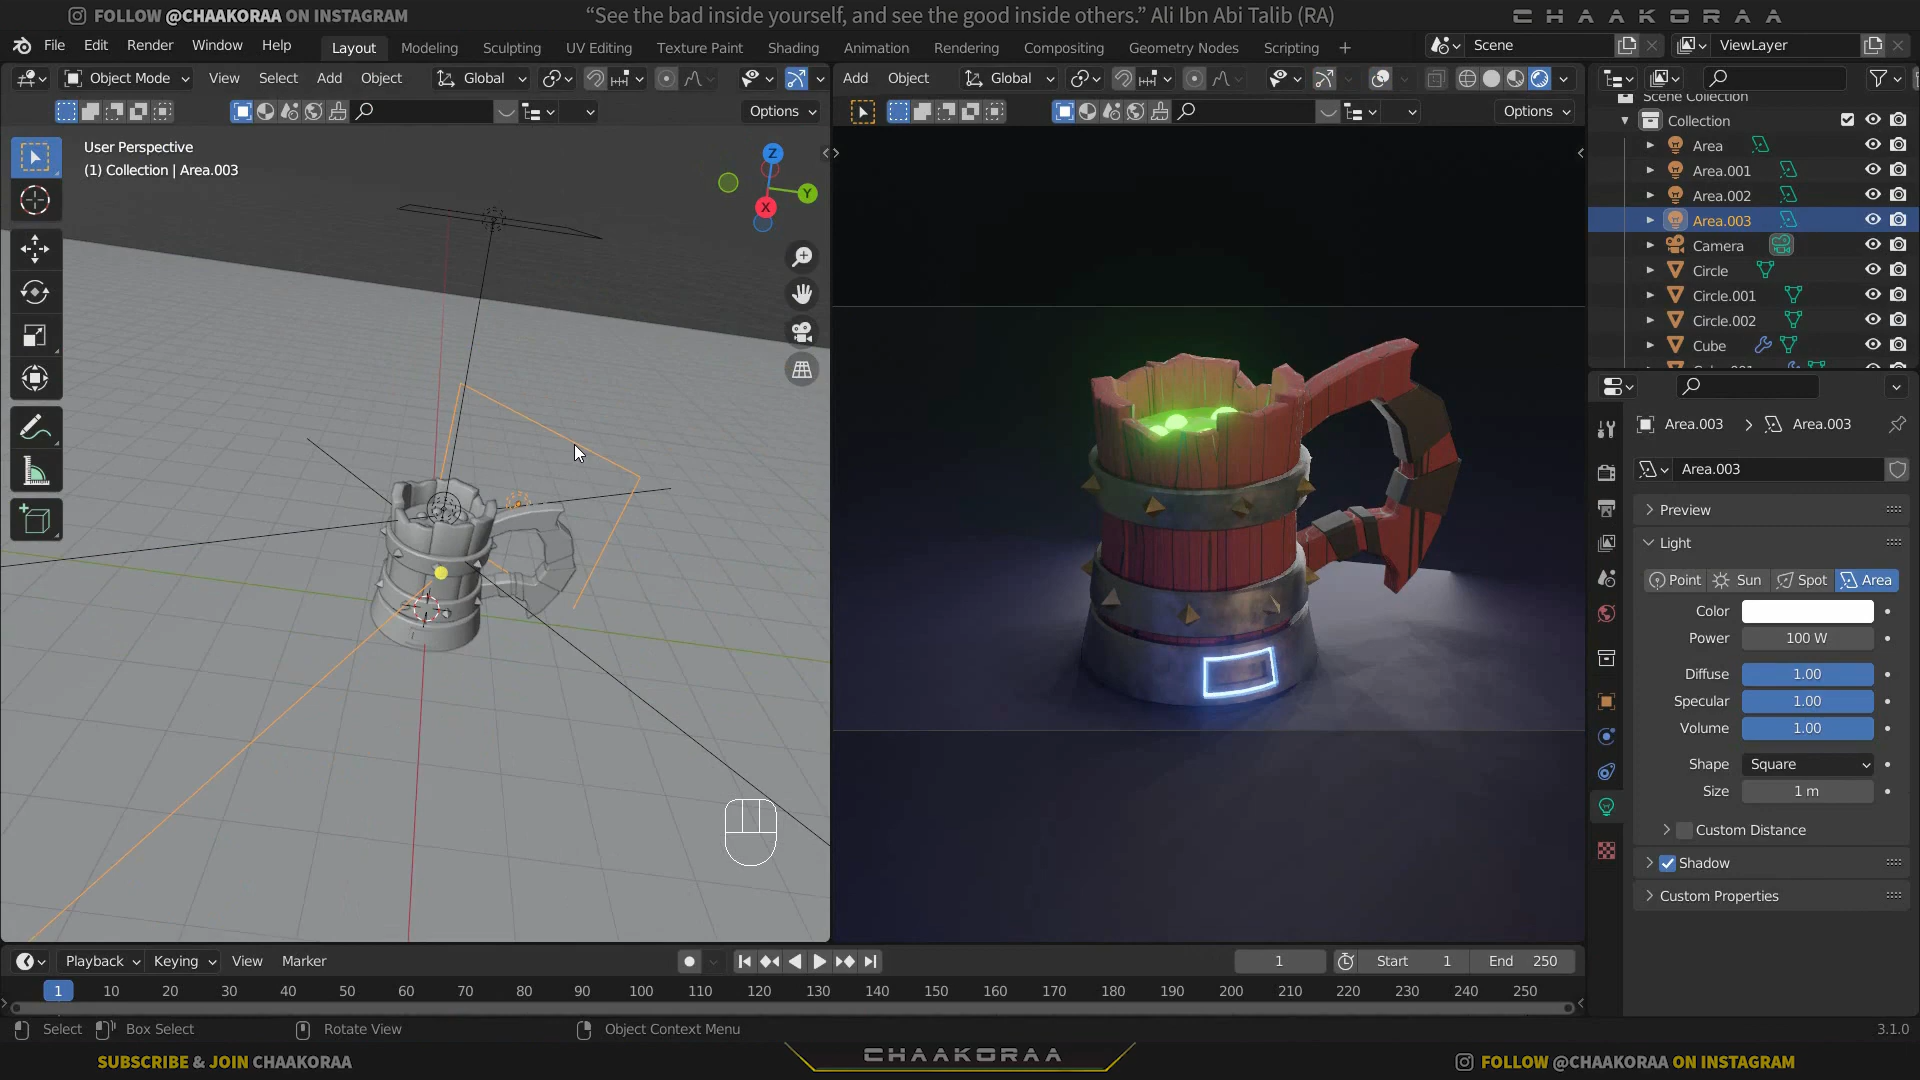 FOLLOW @CHAAKORAA ON INSTAGRAM
“See the bad inside yourself, and see the good inside others.” Ali Ibn Abi Talib (RA)
CHAAKORAA
File Edit Render Window Help
Layout Modeling Sculpting UV Editing Texture Paint Shading Animation Rendering Compositing Geometry Nodes Scripting +
Scene
ViewLayer
Object Mode View Select Add Object Global
Add Object Global
Options
Options
User Perspective
(1) Collection | Area.003
Z
Y
X
Scene Collection
Collection
Area
Area.001
Area.002
Area.003
Camera
Circle
Circle.001
Circle.002
Cube
Area.003 > Area.003
Area.003
Preview
Light
Point Sun Spot Area
Color
Power 100 W
Diffuse 1.00
Specular 1.00
Volume 1.00
Shape Square
Size 1 m
Custom Distance
Shadow
Custom Properties
Playback Keying View Marker
1 Start 1 End 250
1 10 20 30 40 50 60 70 80 90 100 110 120 130 140 150 160 170 180 190 200 210 220 230 240 250
Select Box Select Rotate View Object Context Menu 3.1.0
SUBSCRIBE & JOIN CHAAKORAA
CHAAKORAA
FOLLOW @CHAAKORAA ON INSTAGRAM